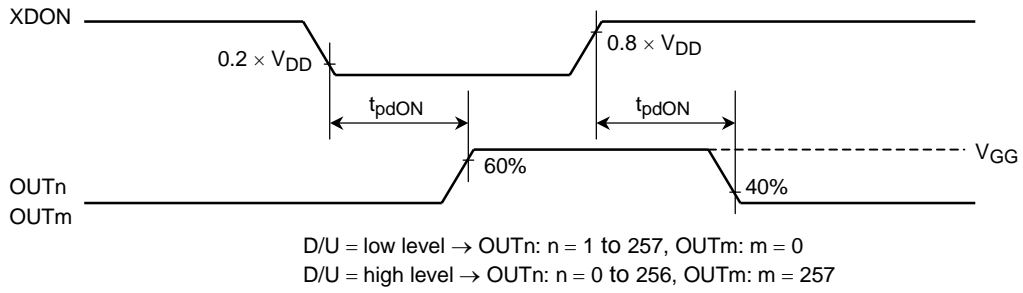 XDON
0.2 × VDD
0.8 × VDD
tpdON
tpdON
VGG
60%
40%
OUTn
OUTm
D/U = low level → OUTn: n = 1 to 257, OUTm: m = 0
D/U = high level → OUTn: n = 0 to 256, OUTm: m = 257